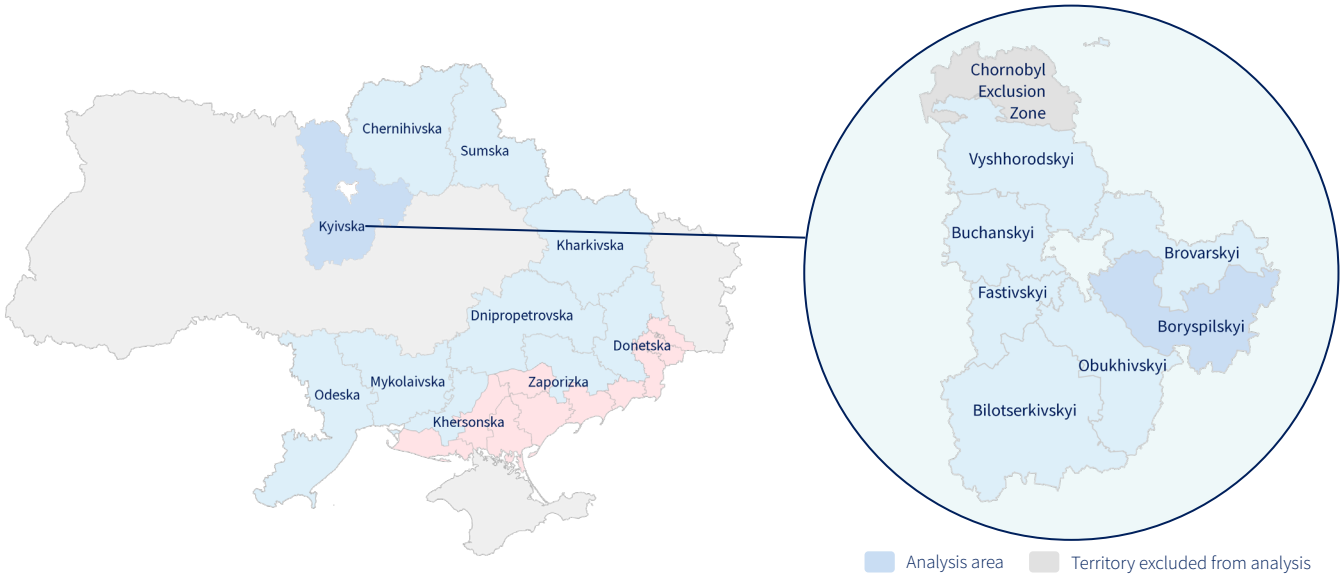 Chernihivska
Sumska
Kyivska
Kharkivska
Dnipropetrovska
Donetska
Zaporizka
Mykolaivska
Odeska
Khersonska
Chornobyl
Exclusion
Zone
Vyshhorodskyi
Buchanskyi
Brovarskyi
Fastivskyi
Boryspilskyi
Obukhivskyi
Bilotserkivskyi
Analysis area
Territory excluded from analysis